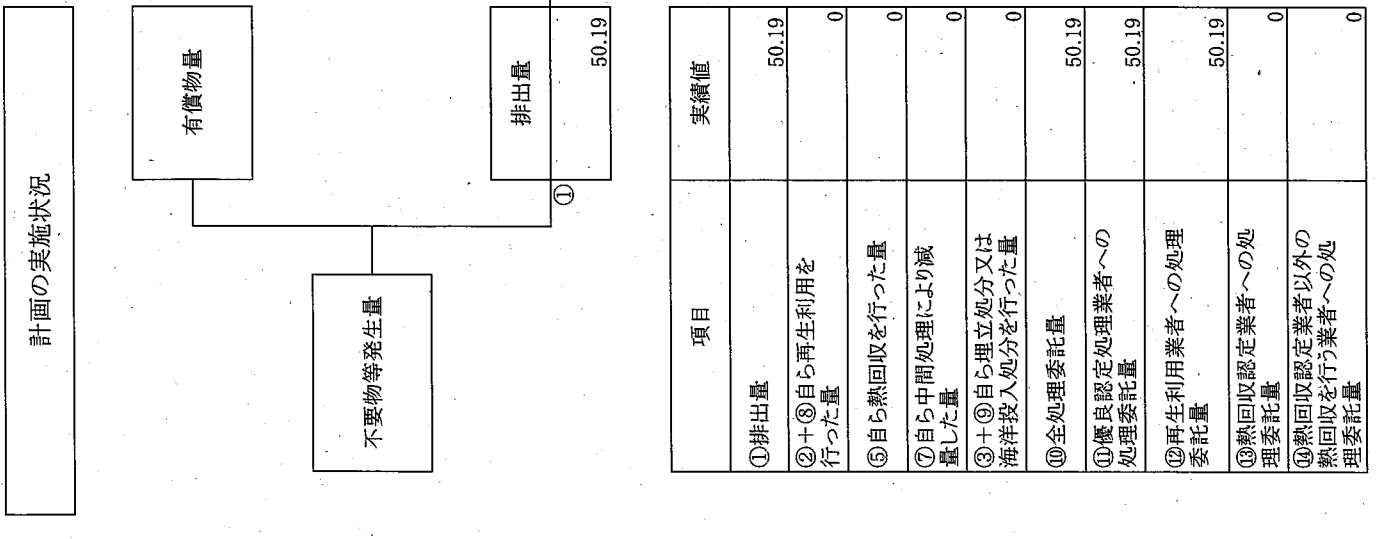 計画の実施状況
有償物量
不要物等発生量
排出量
①
50.19
項目
実績値
①排出量
50.19
②＋⑧自ら再生利用を
行った量
0
⑤自ら熱回収を行った量
0
⑦自ら中間処理により減
量した量
0
③＋⑨自ら埋立処分又は
海洋投入処分を行った量
0
⑩全処理委託量
50.19
⑪優良認定処理業者への
処理委託量
50.19
⑫再生利用業者への処理
委託量
50.19
⑬熱回収認定業者への処
理委託量
0
⑭熱回収認定業者以外の
熱回収を行う業者への処
理委託量
0